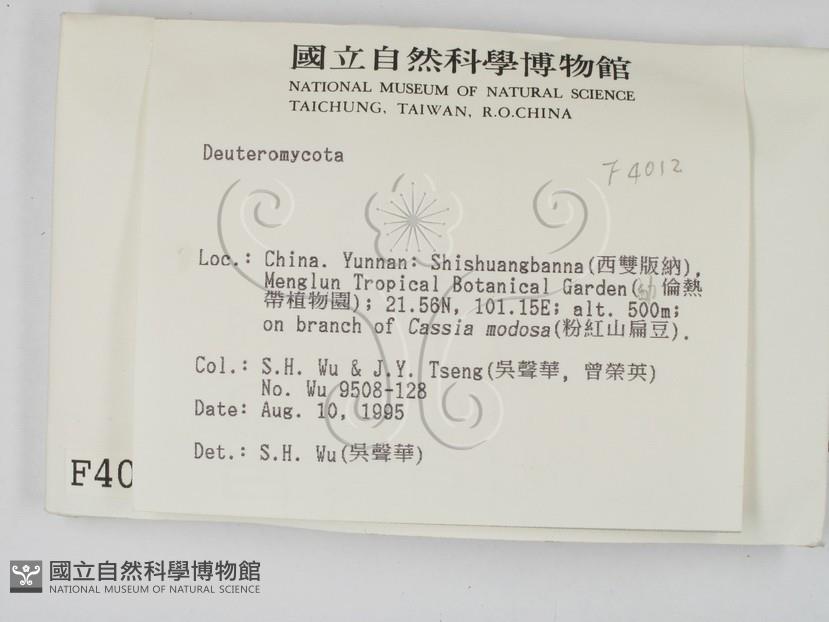 國立自然科學博物館
NATIONAL MUSEUM OF NATURAL SCIENCE
TAICHUNG, TAIWAN, R.O.CHINA
Deuteromycota
F4012
Loc.: China. Yunnan: Shishuangbanna(西雙版納),
Menglun Tropical Botanical Garden(勐倫熱
帶植物園); 21.56N, 101.15E; alt. 500m;
on branch of Cassia modosa(粉紅山扁豆).
Col.: S.H. Wu & J.Y. Tseng(吳聲華, 曾榮英)
No. Wu 9508-128
Date: Aug. 10, 1995
Det.: S.H. Wu(吳聲華)
F40
國立自然科學博物館
NATIONAL MUSEUM OF NATURAL SCIENCE